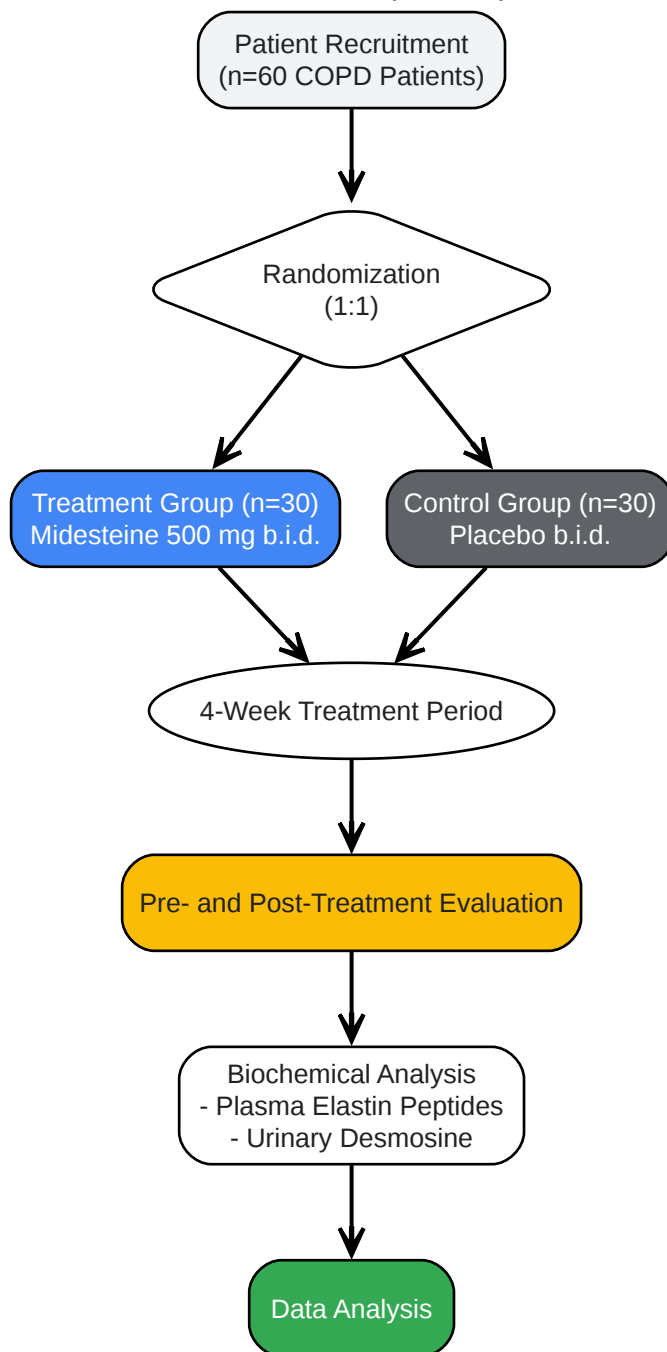 Patient Recruitment
(n=60 COPD Patients)
Randomization
(1:1)
Treatment Group (n=30)
Midesteine 500 mg b.i.d.
Control Group (n=30)
Placebo b.i.d.
4-Week Treatment Period
Pre- and Post-Treatment Evaluation
Biochemical Analysis
- Plasma Elastin Peptides
- Urinary Desmosine
Data Analysis